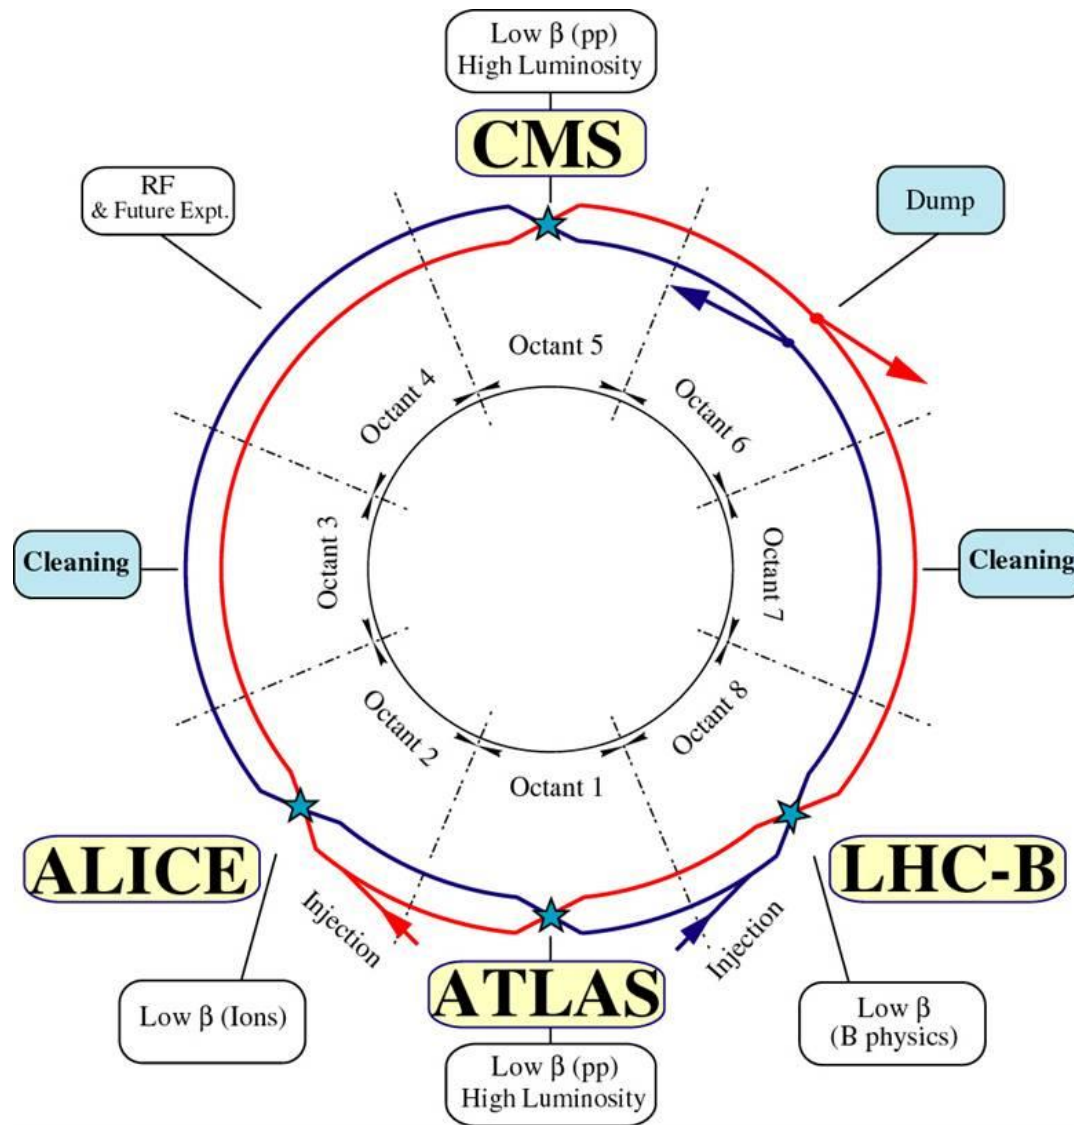 Low β (pp)
High Luminosity
CMS
RF
& Future Expt.
Dump
Octant 5
Octant 4
Octant 6
Cleaning
Octant 3
Octant 7
Cleaning
Octant 2
Octant 8
Octant 1
ALICE
LHC-B
Injection
Injection
ATLAS
Low β (Ions)
Low β
(B physics)
Low β (pp)
High Luminosity